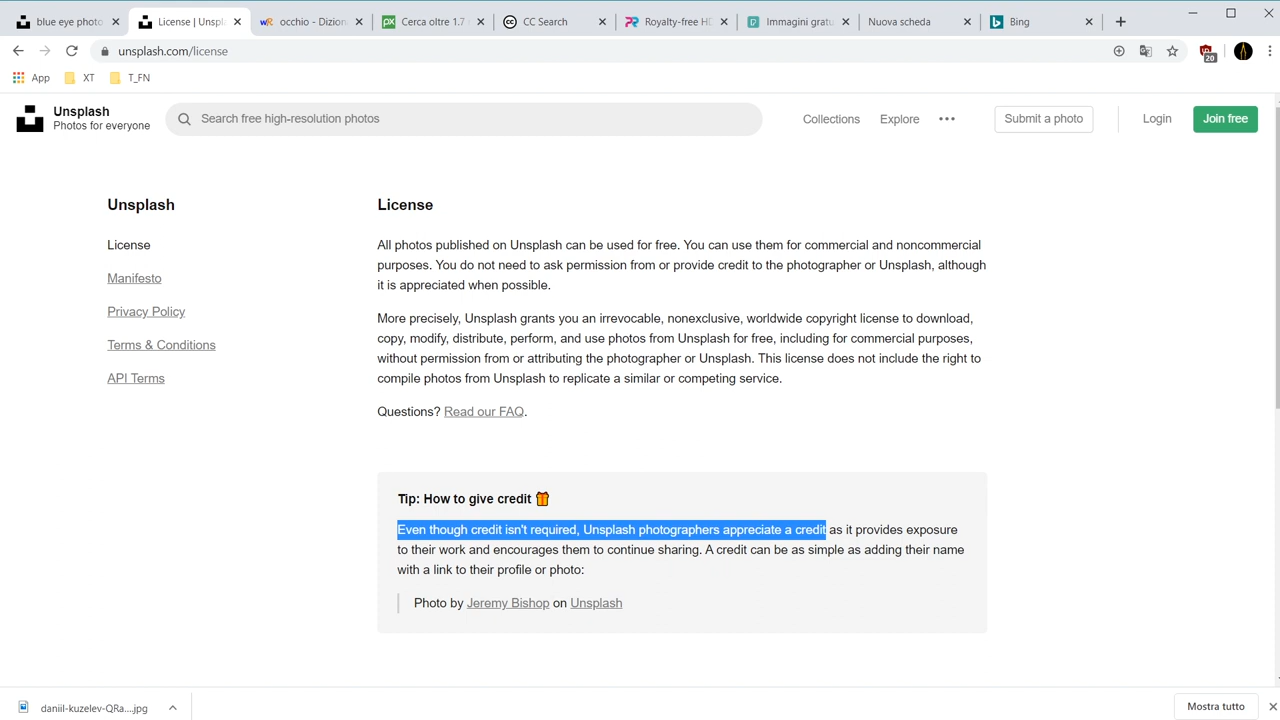 blue eye photo
License | Unspl
wr occhio - Dizion
px Cerca oltre 1.7
cc CC Search
PR Royalty-free HD
Immagini gratu
Nuova scheda
Bing
unsplash.com/license
20
App XT T_FN
Unsplash
Photos for everyone
Search free high-resolution photos
Collections Explore ••• Submit a photo Login Join free
Unsplash
License
Manifesto
Privacy Policy
Terms & Conditions
API Terms
License
All photos published on Unsplash can be used for free. You can use them for commercial and noncommercial
purposes. You do not need to ask permission from or provide credit to the photographer or Unsplash, although
it is appreciated when possible.
More precisely, Unsplash grants you an irrevocable, nonexclusive, worldwide copyright license to download,
copy, modify, distribute, perform, and use photos from Unsplash for free, including for commercial purposes,
without permission from or attributing the photographer or Unsplash. This license does not include the right to
compile photos from Unsplash to replicate a similar or competing service.
Questions? Read our FAQ.
Tip: How to give credit 🎁
Even though credit isn't required, Unsplash photographers appreciate a credit as it provides exposure
to their work and encourages them to continue sharing. A credit can be as simple as adding their name
with a link to their profile or photo:
Photo by Jeremy Bishop on Unsplash
daniil-kuzelev-QRa....jpg
Mostra tutto